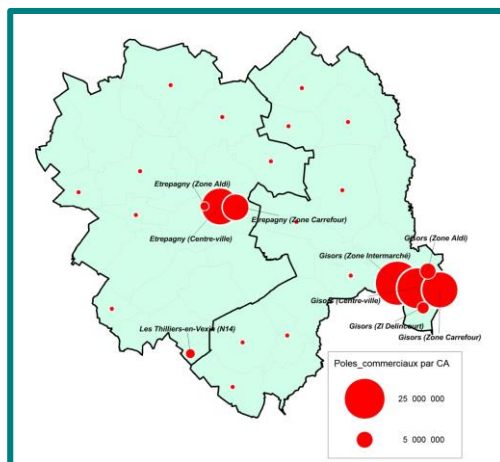 Etrepagny (Zone Aldi)
Etrepagny (Zone Carrefour)
Etrepagny (Centre-ville)
Gisors (Zone Aldi)
Gisors (Zone Intermarché)
Gisors (Centre-ville)
Gisors (ZI Delincourt)
Gisors (Zone Carrefour)
Les Thilliers-en-Vexin (N14)
Poles_commerciaux par CA
25 000 000
5 000 000